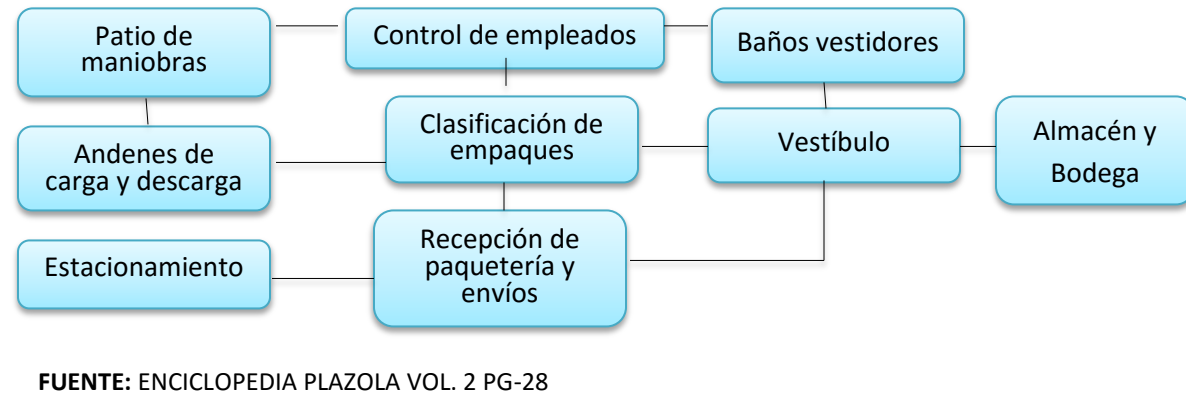 Patio de
maniobras
Control de empleados
Baños vestidores
Andenes de
carga y descarga
Clasificación de
empaques
Vestíbulo
Almacén y
Bodega
Estacionamiento
Recepción de
paquetería y
envíos
FUENTE: ENCICLOPEDIA PLAZOLA VOL. 2 PG-28